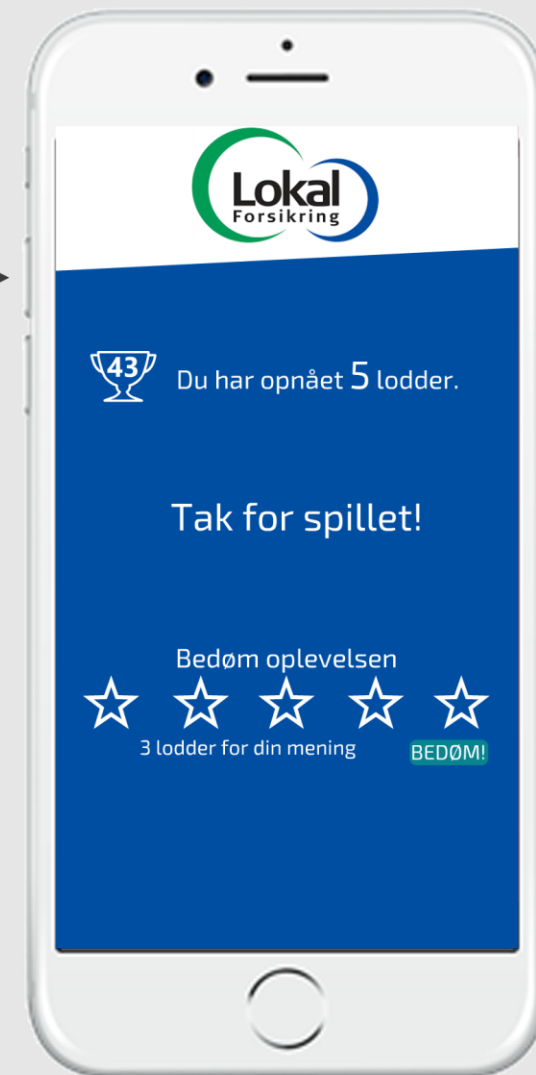 Lokal
Forsikring
43 Du har opnået 5 lodder.
Tak for spillet!
Bedøm oplevelsen
3 lodder for din mening BEDØM!